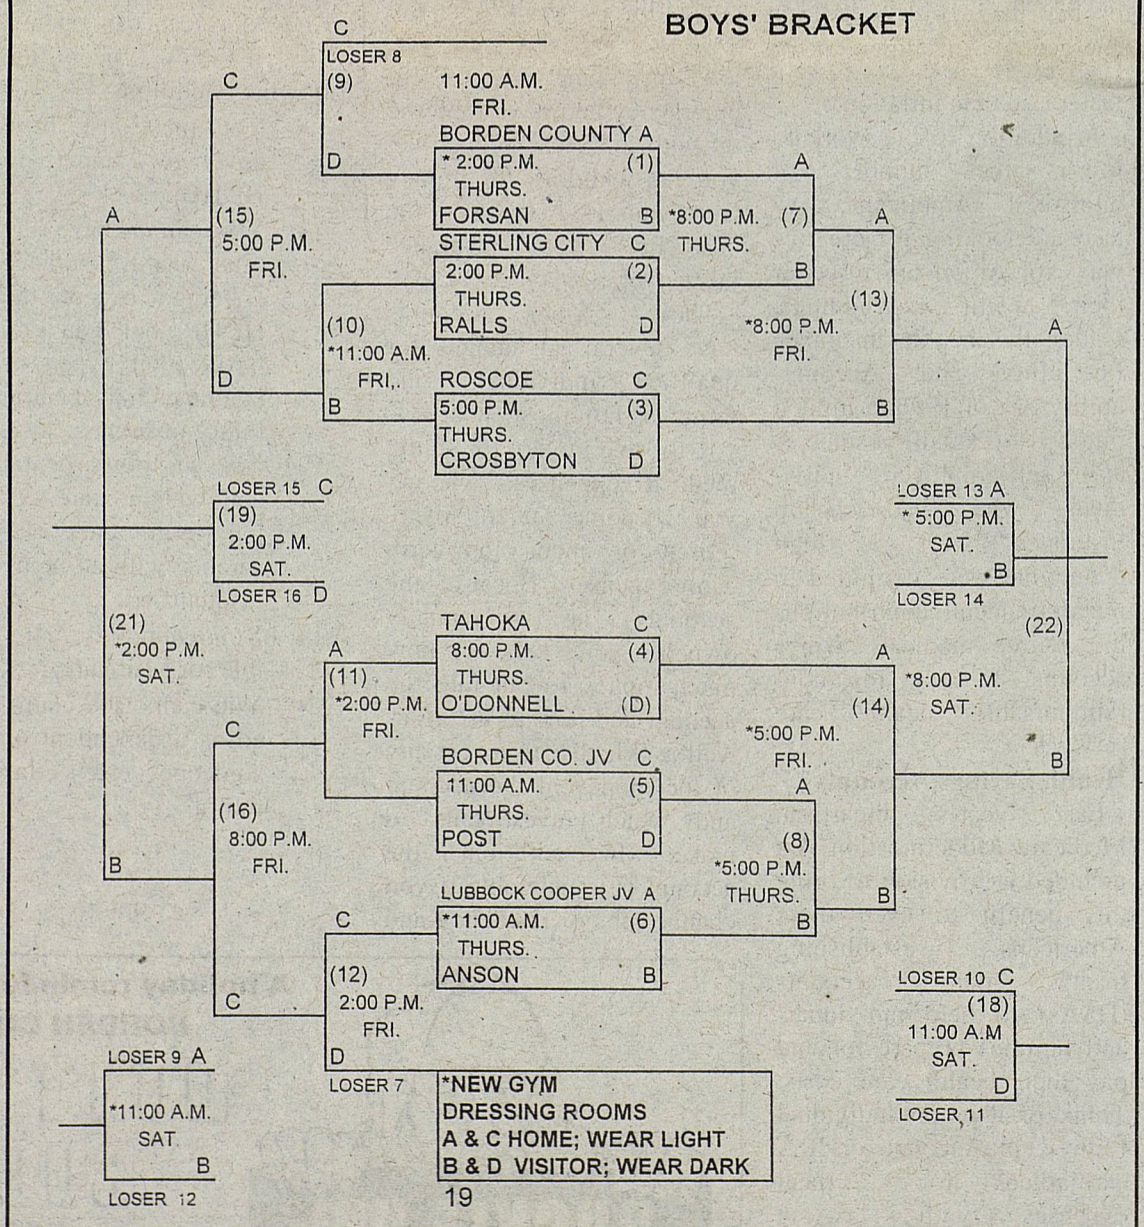 BOYS' BRACKET
C
LOSER 8
(9)
11:00 A.M.
FRI.
D
C
BORDEN COUNTY A
* 2:00 P.M. (1)
THURS.
FORSAN B
A
*8:00 P.M. (7)
THURS.
B
A
A
(15)
5:00 P.M.
FRI.
D
STERLING CITY C
2:00 P.M. (2)
THURS.
RALLS D
(13)
*8:00 P.M.
FRI.
B
A
(10)
*11:00 A.M.
FRI,.
B
ROSCOE C
5:00 P.M. (3)
THURS.
CROSBYTON D
LOSER 15 C
(19)
2:00 P.M.
SAT.
LOSER 16 D
LOSER 13 A
* 5:00 P.M.
SAT.
B
LOSER 14
(21)
*2:00 P.M.
SAT.
B
A
(11)
*2:00 P.M.
FRI.
TAHOKA C
8:00 P.M. (4)
THURS.
O'DONNELL (D)
A
(14)
*5:00 P.M.
FRI.
B
(22)
*8:00 P.M.
SAT.
B
C
(16)
8:00 P.M.
FRI.
C
BORDEN CO. JV C
11:00 A.M. (5)
THURS.
POST D
A
(8)
*5:00 P.M.
THURS.
B
LUBBOCK COOPER JV A
*11:00 A.M. (6)
THURS.
ANSON B
C
(12)
2:00 P.M.
FRI.
D
LOSER 7
LOSER 10 C
(18)
11:00 A.M
SAT.
D
LOSER 11
LOSER 9 A
*11:00 A.M.
SAT.
B
LOSER 12
*NEW GYM
DRESSING ROOMS
A & C HOME; WEAR LIGHT
B & D VISITOR; WEAR DARK
19